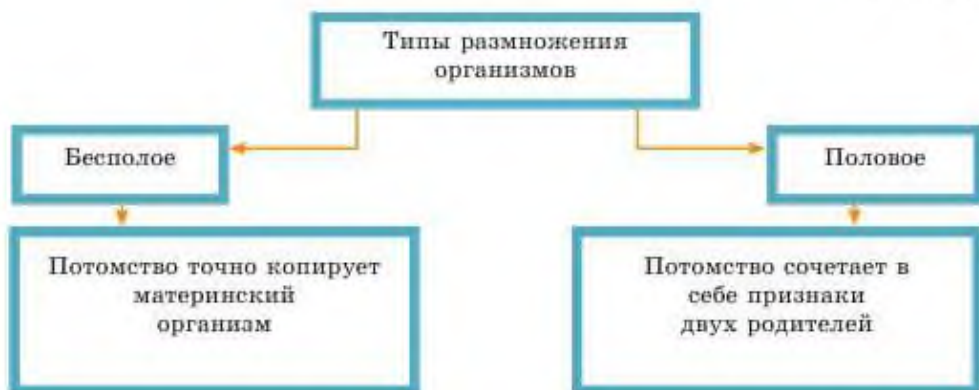 Типы размножения
организмов
Бесполое
Половое
Потомство точно копирует
материнский
организм
Потомство сочетает в
себе признаки
двух родителей